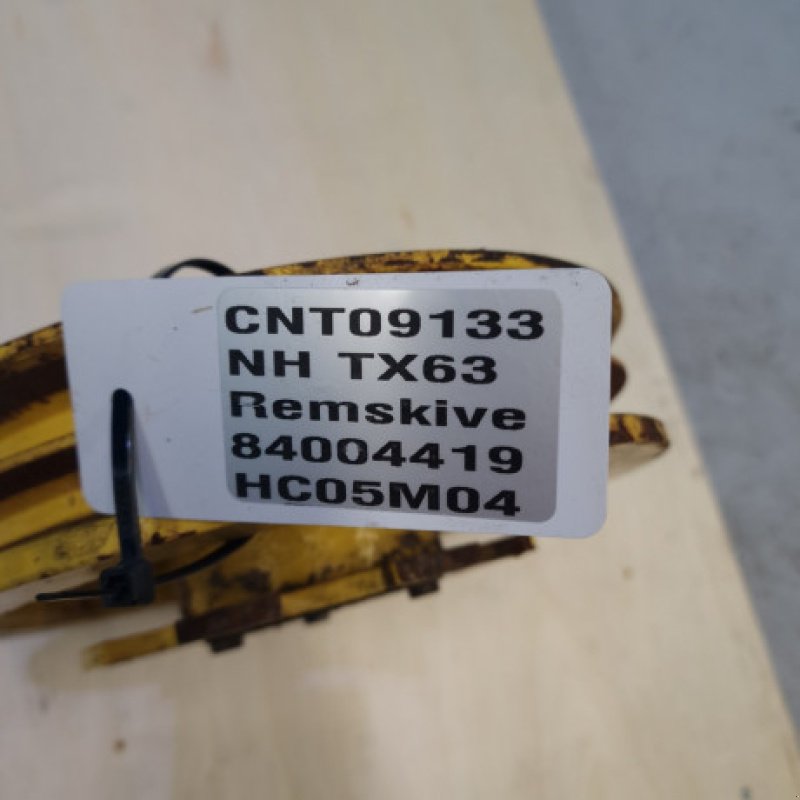 CNT09133
NH TX63
Remskive
84004419
HC05M04